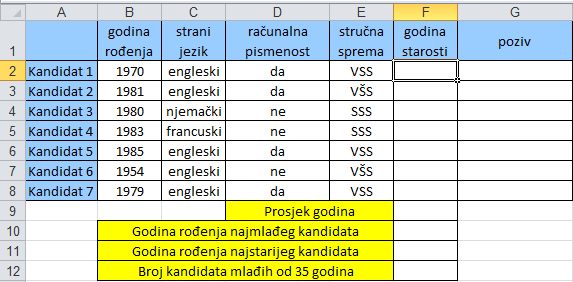 A B C D E F G
1 godina rođenja strani jezik računalna pismenost stručna sprema godina starosti poziv
2 Kandidat 1 1970 engleski da VSS
3 Kandidat 2 1981 engleski da VŠS
4 Kandidat 3 1980 njemački ne SSS
5 Kandidat 4 1983 francuski ne SSS
6 Kandidat 5 1985 engleski da VSS
7 Kandidat 6 1954 engleski ne VŠS
8 Kandidat 7 1979 engleski da VSS
9 Prosjek godina
10 Godina rođenja najmlađeg kandidata
11 Godina rođenja najstarijeg kandidata
12 Broj kandidata mlađih od 35 godina